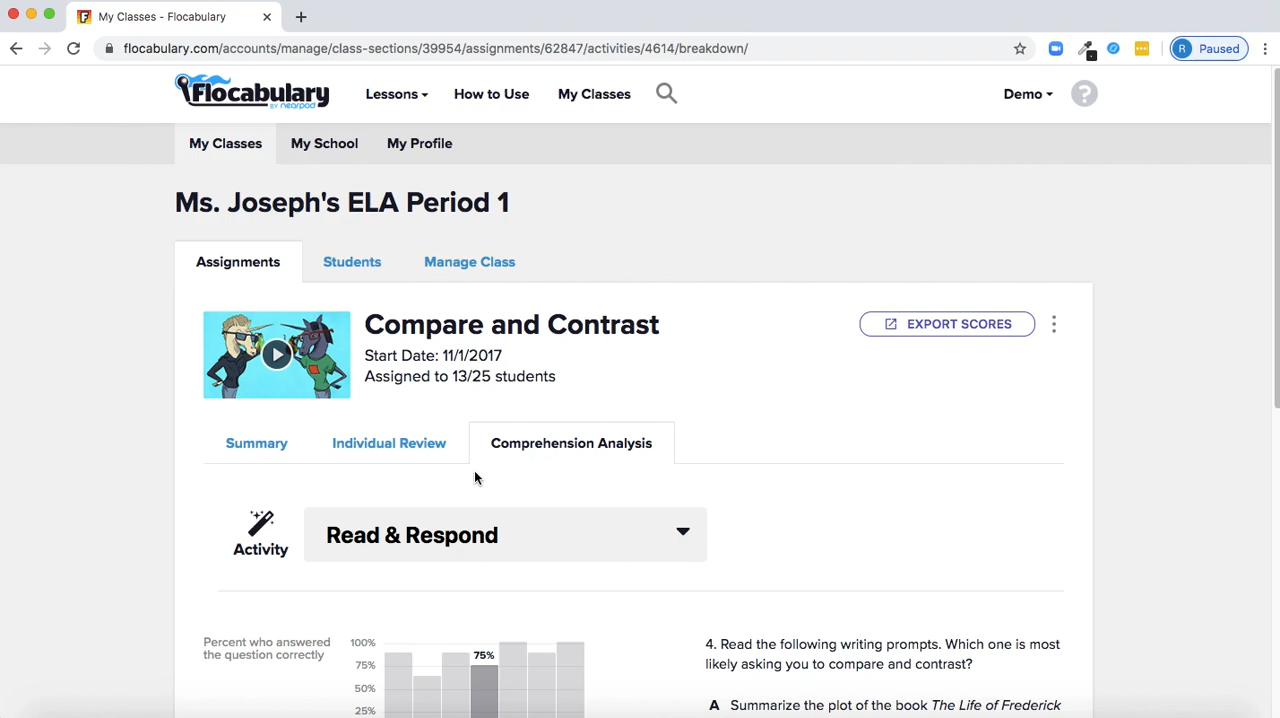 My Classes - Flocabulary
flocabulary.com/accounts/manage/class-sections/39954/assignments/62847/activities/4614/breakdown/
R Paused
Flocabulary
BY nearpod
Lessons
How to Use
My Classes
Demo
?
My Classes
My School
My Profile
Ms. Joseph's ELA Period 1
Assignments
Students
Manage Class
Compare and Contrast
Start Date: 11/1/2017
Assigned to 13/25 students
EXPORT SCORES
Summary
Individual Review
Comprehension Analysis
Activity
Read & Respond
Percent who answered
the question correctly
100%
75%
50%
25%
75%
4. Read the following writing prompts. Which one is most
likely asking you to compare and contrast?
A Summarize the plot of the book The Life of Frederick